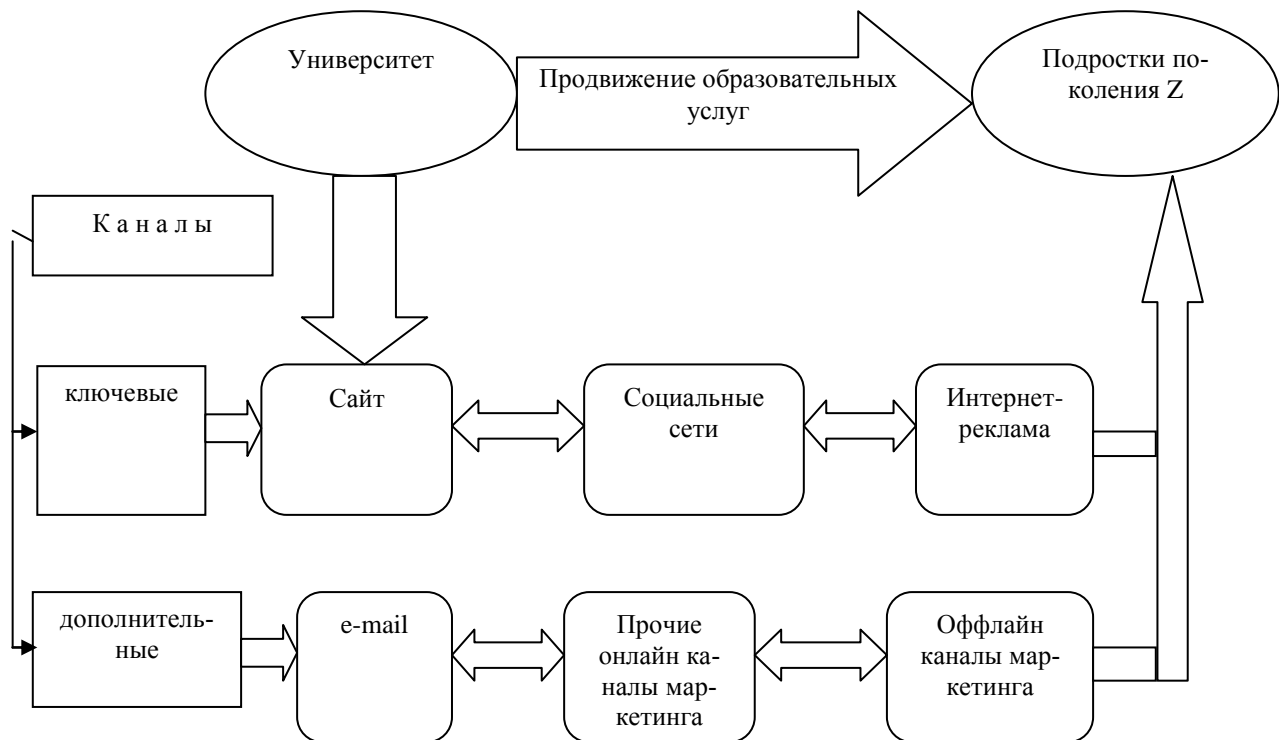 Университет
Продвижение образовательных
услуг
Подростки по-
коления Z
К а н а л ы
ключевые
Сайт
Социальные
сети
Интернет-
реклама
дополнитель-
ные
e-mail
Прочие
онлайн ка-
налы мар-
кетинга
Оффлайн
каналы мар-
кетинга